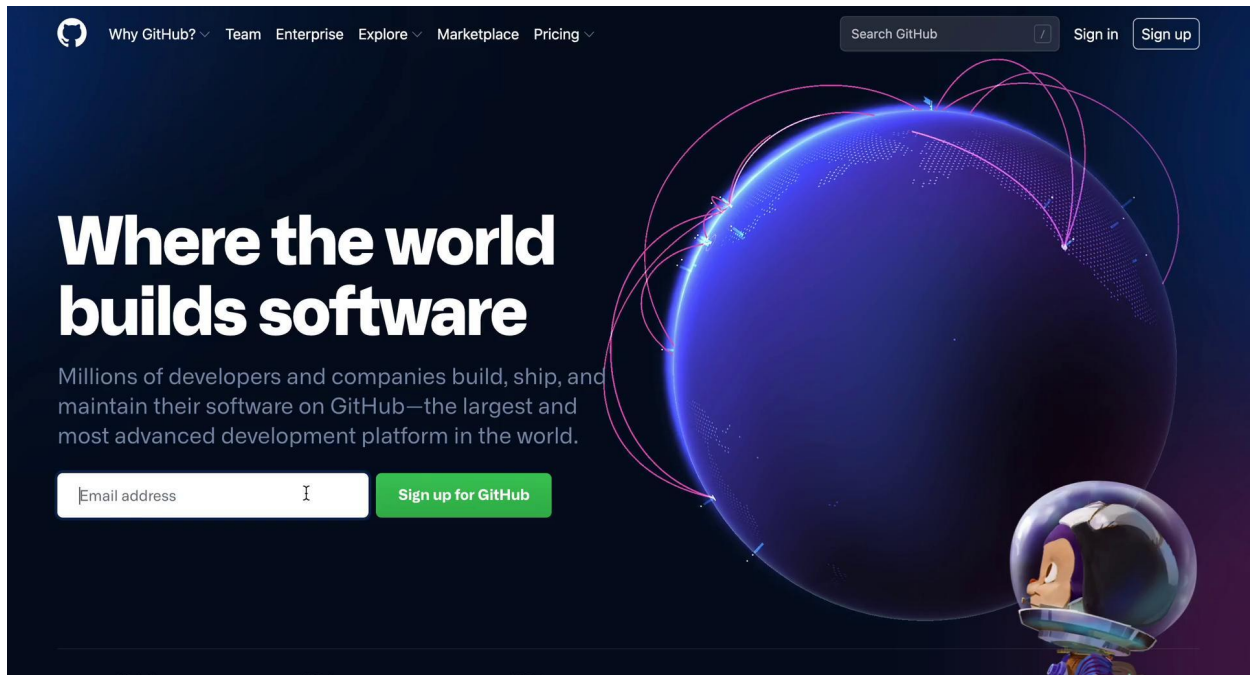 Why GitHub? Team Enterprise Explore Marketplace Pricing Search GitHub / Sign in Sign up
Where the world
builds software
Millions of developers and companies build, ship, and
maintain their software on GitHub—the largest and
most advanced development platform in the world.
Email address Sign up for GitHub